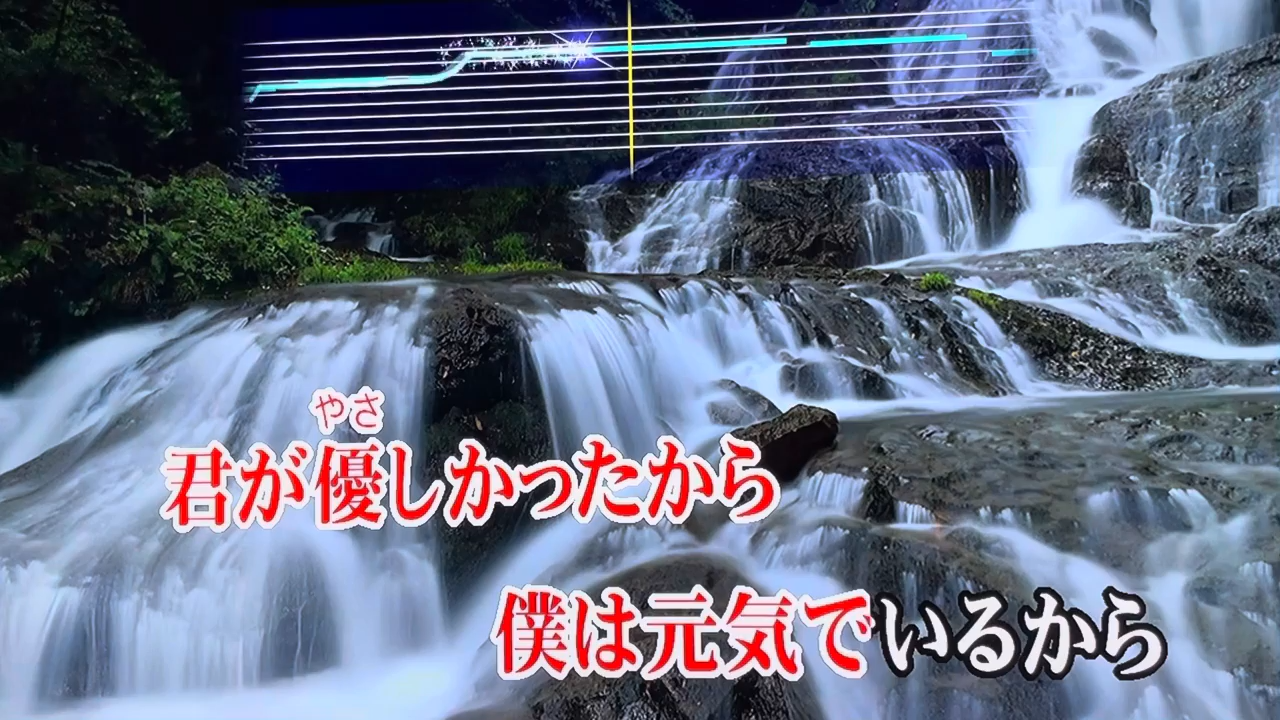 やさ
君が優しかったから
僕は元気でいるから